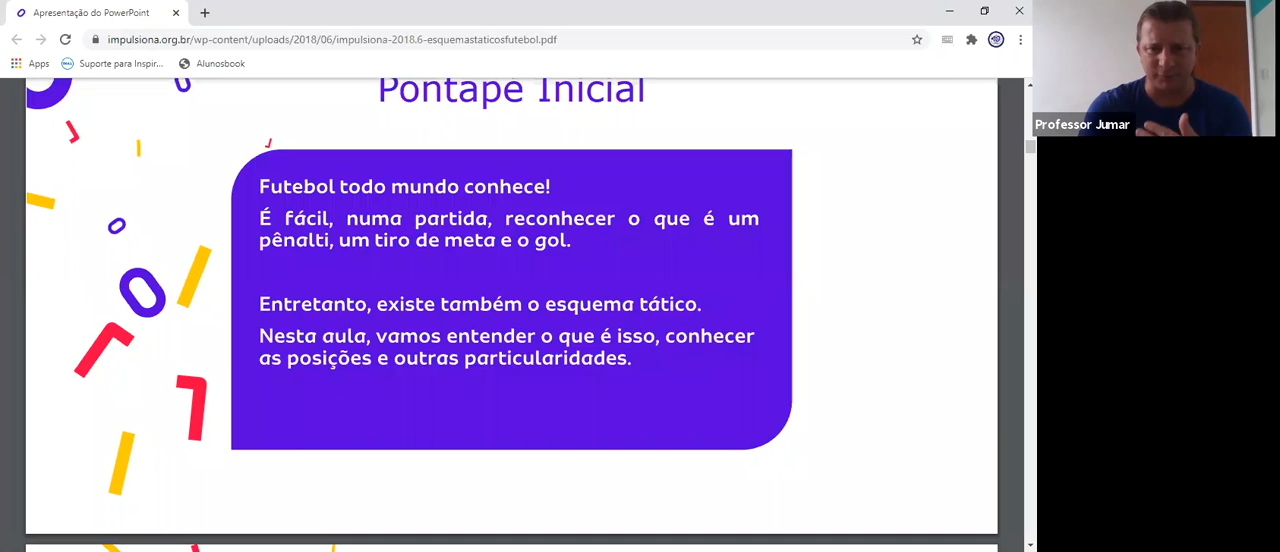 Apresentação do PowerPoint
impulsiona.org.br/wp-content/uploads/2018/06/impulsiona-2018.6-esquemastaticosfutebol.pdf
Apps
Suporte para Inspir...
Alunosbook
Pontapé Inicial
Futebol todo mundo conhece!
É fácil, numa partida, reconhecer o que é um
pênalti, um tiro de meta e o gol.
Entretanto, existe também o esquema tático.
Nesta aula, vamos entender o que é isso, conhecer
as posições e outras particularidades.
Professor Jumar